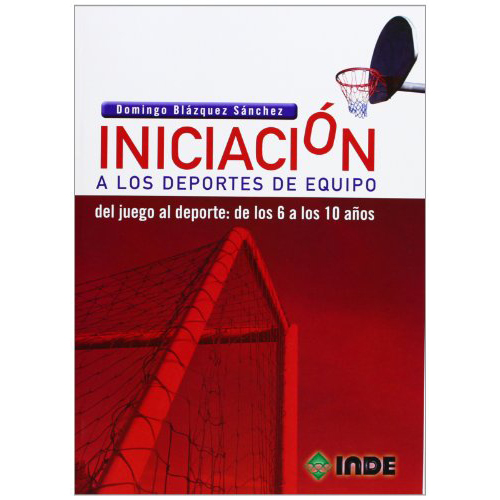 Domingo Blázquez Sánchez
INICIACIÓN
A LOS DEPORTES DE EQUIPO
del juego al deporte: de los 6 a los 10 años
INDE